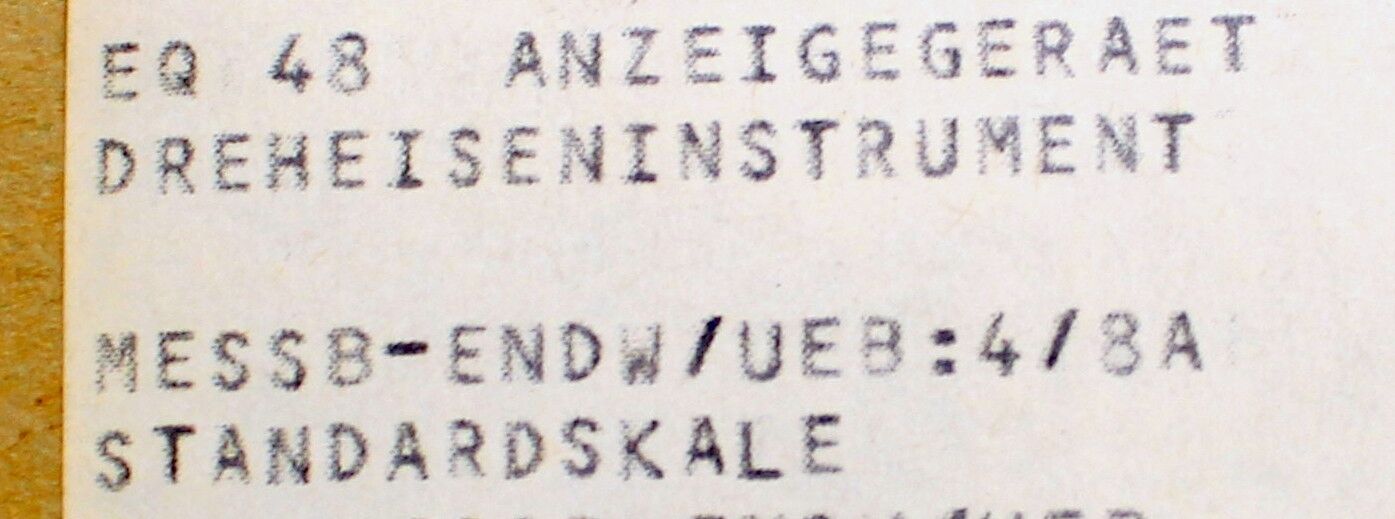 EQ 48 ANZEIGEGERAET
DREHEISENINSTRUMENT
MESSB-ENDW/UEB:4/8A
STANDARDSKALE